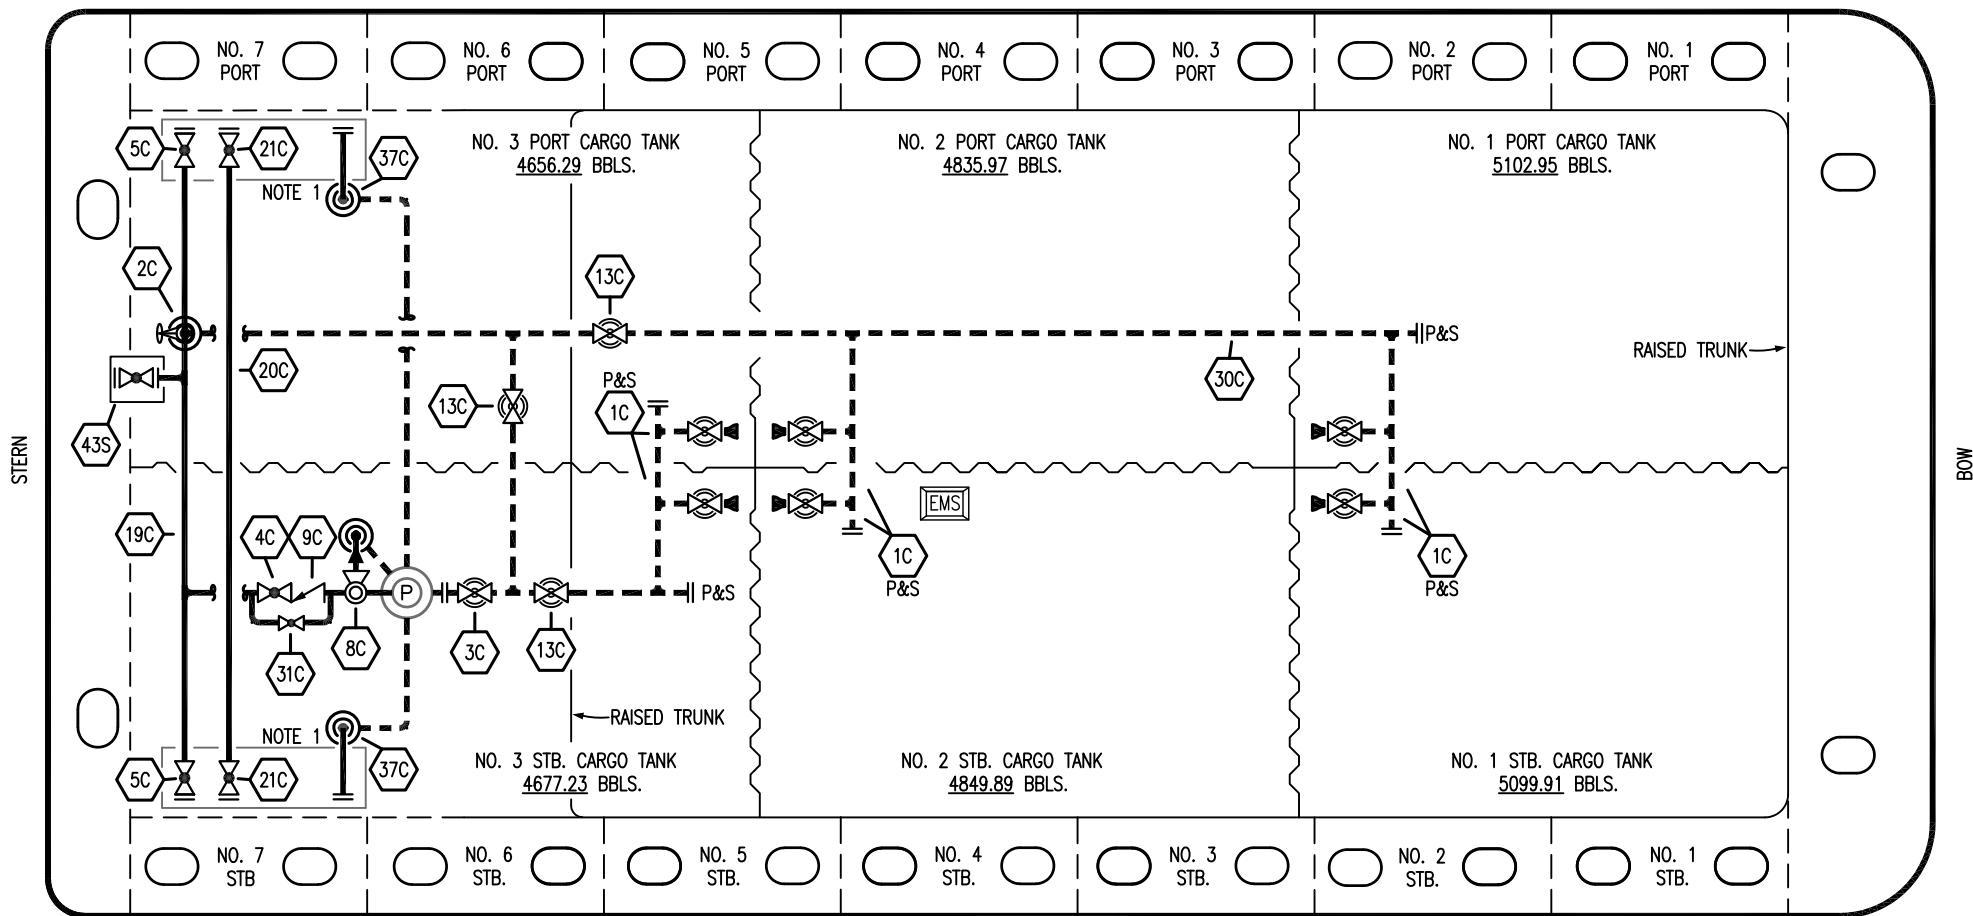 NO. 7
PORT
NO. 6
PORT
NO. 5
PORT
NO. 4
PORT
NO. 3
PORT
NO. 2
PORT
NO. 1
PORT
5C
21C
37C
NOTE 1
NO. 3 PORT CARGO TANK
4656.29 BBLS.
NO. 2 PORT CARGO TANK
4835.97 BBLS.
NO. 1 PORT CARGO TANK
5102.95 BBLS.
2C
13C
P&S
RAISED TRUNK
20C
30C
P&S
13C
1C
43S
STERN
BOW
EMS
19C
4C
9C
1C
P&S
1C
P&S
P
P&S
31C
8C
3C
13C
RAISED TRUNK
NOTE 1
5C
21C
37C
NO. 3 STB. CARGO TANK
4677.23 BBLS.
NO. 2 STB. CARGO TANK
4849.89 BBLS.
NO. 1 STB. CARGO TANK
5099.91 BBLS.
NO. 7
STB
NO. 6
STB.
NO. 5
STB.
NO. 4
STB.
NO. 3
STB.
NO. 2
STB.
NO. 1
STB.